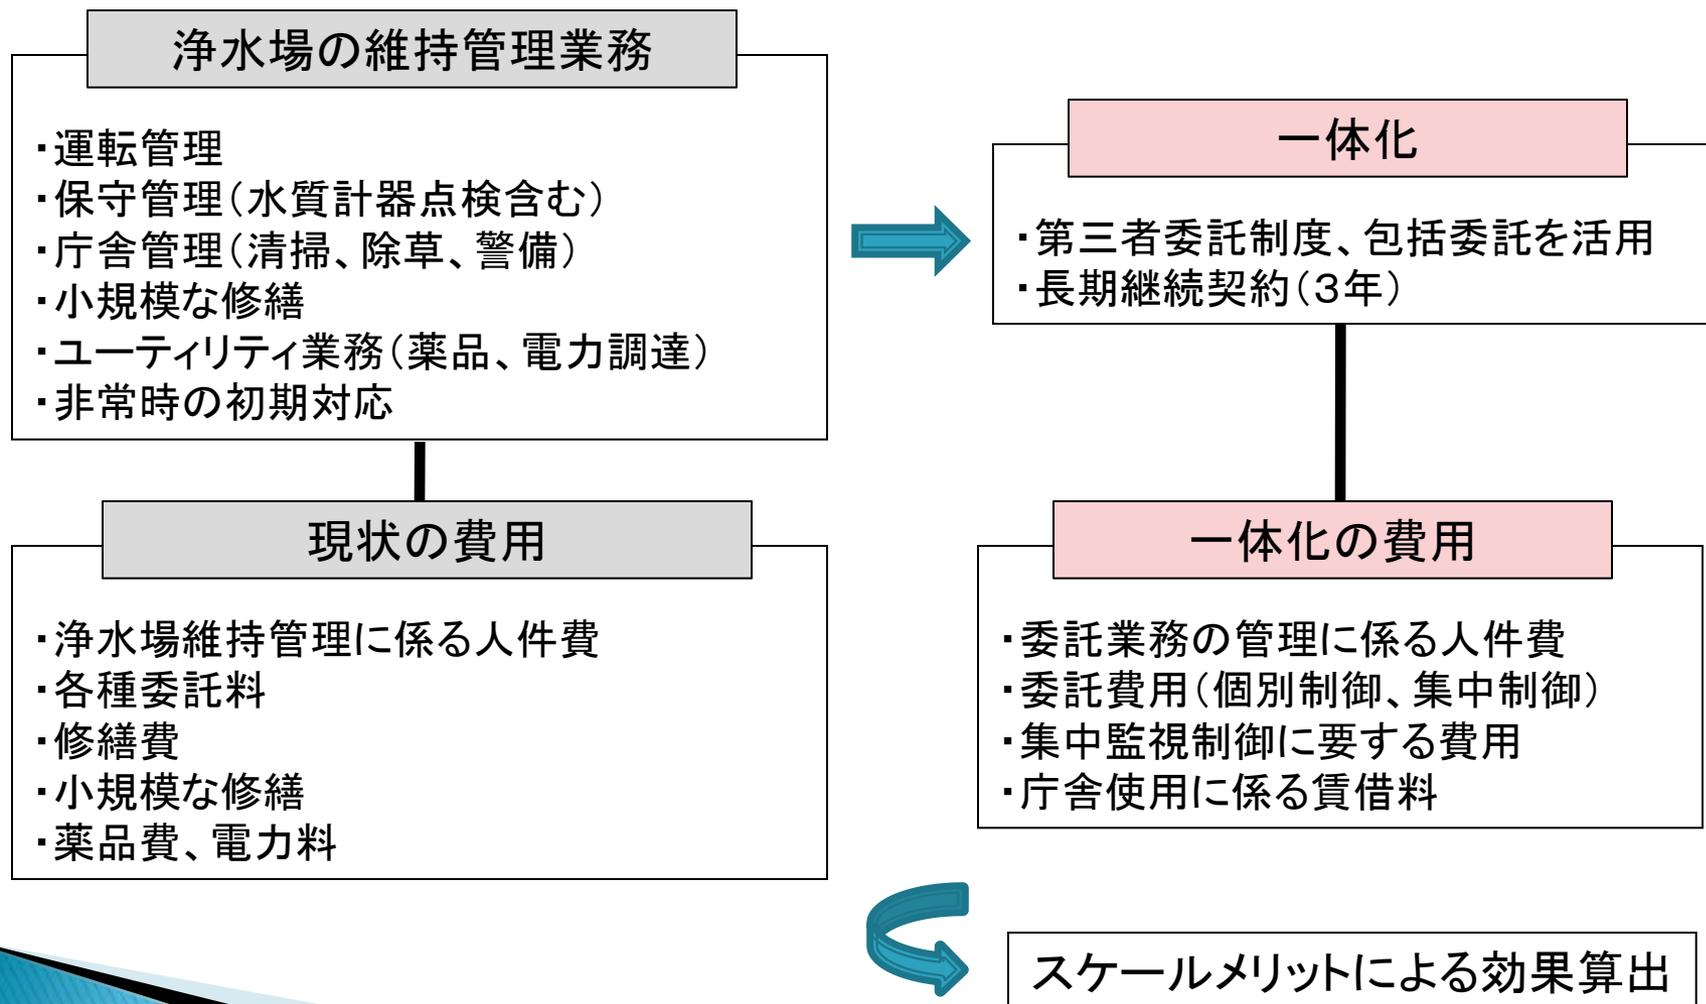 浄水場の維持管理業務
・運転管理
・保守管理（水質計器点検含む）
・庁舎管理（清掃、除草、警備）
・小規模な修繕
・ユーティリティ業務（薬品、電力調達）
・非常時の初期対応
一体化
・第三者委託制度、包括委託を活用
・長期継続契約（３年）
現状の費用
・浄水場維持管理に係る人件費
・各種委託料
・修繕費
・小規模な修繕
・薬品費、電力料
一体化の費用
・委託業務の管理に係る人件費
・委託費用（個別制御、集中制御）
・集中監視制御に要する費用
・庁舎使用に係る賃借料
スケールメリットによる効果算出